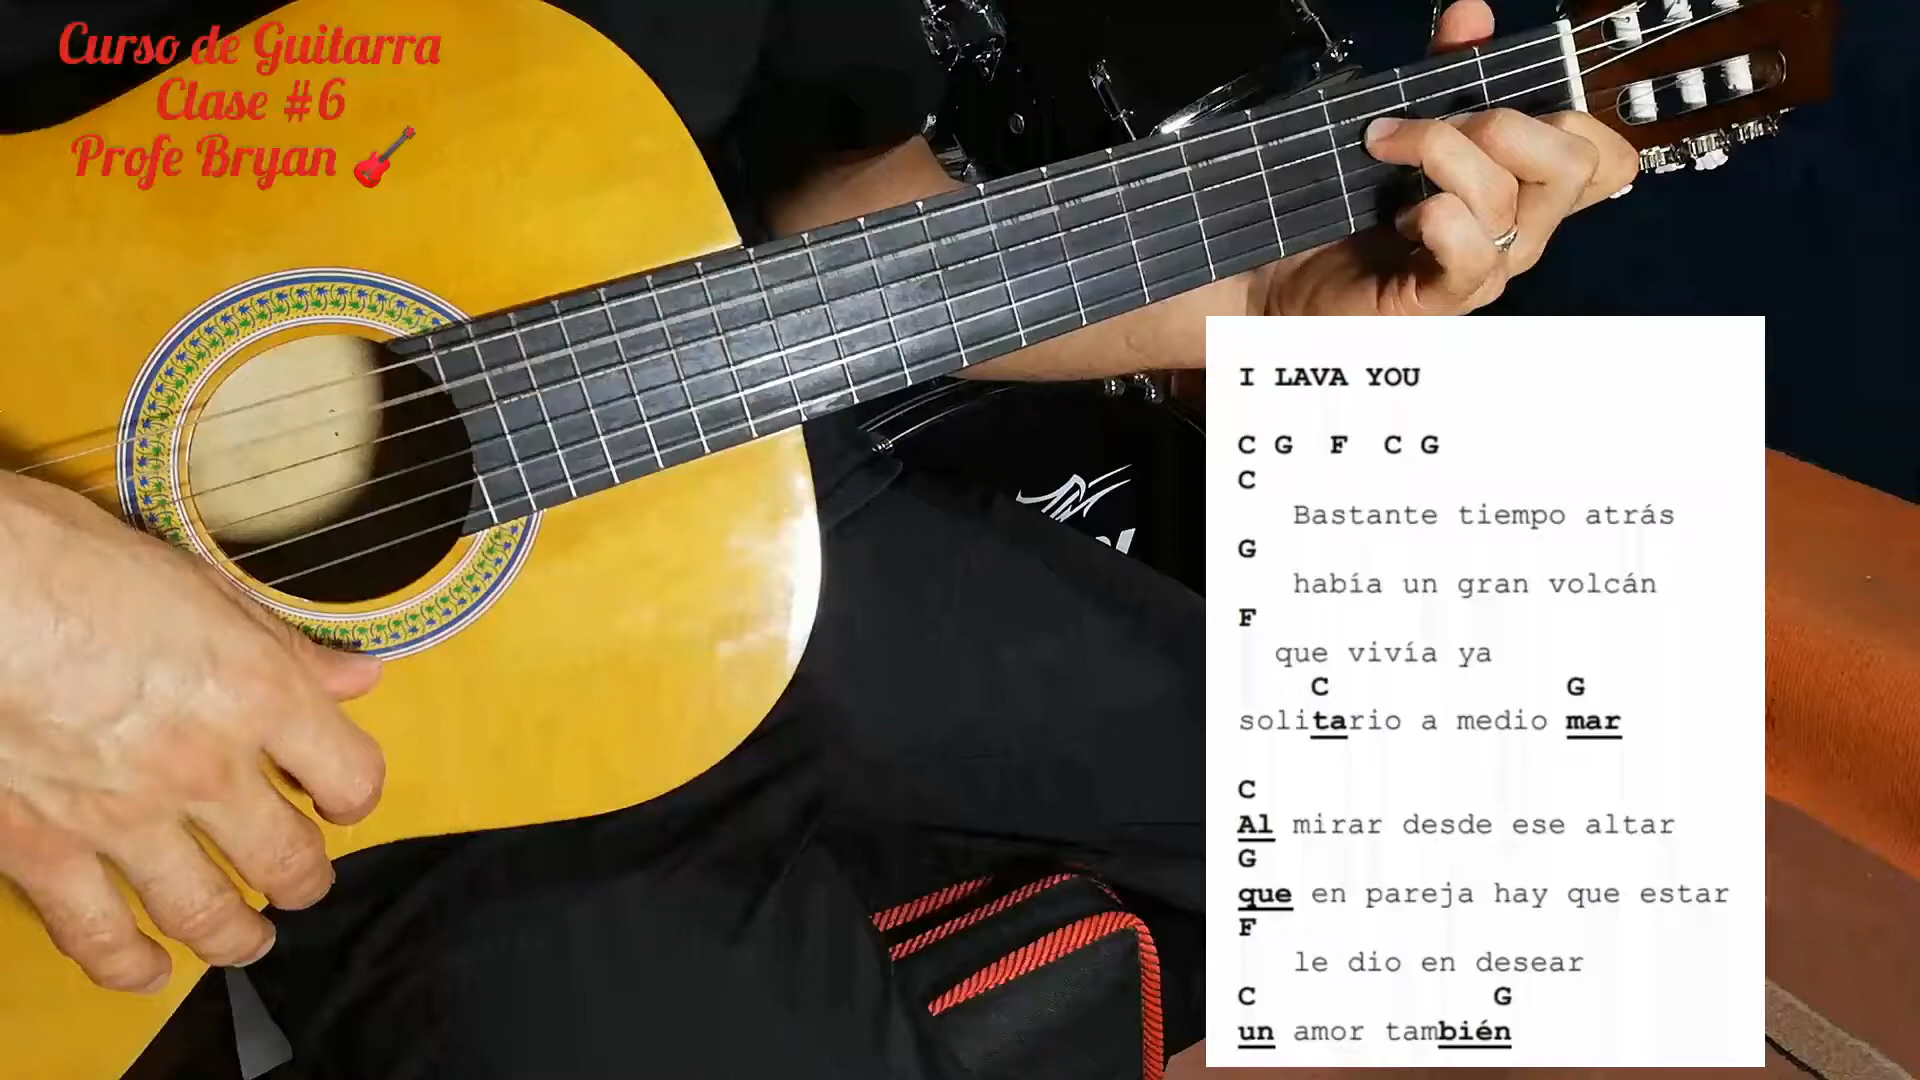 Curso de Guitarra
Clase #6
Profe Bryan
I LAVA YOU
C G F C G
C
Bastante tiempo atrás
G
había un gran volcán
F
que vivía ya
C G
solitario a medio mar
C
Al mirar desde ese altar
G
que en pareja hay que estar
F
le dio en desear
C G
un amor también